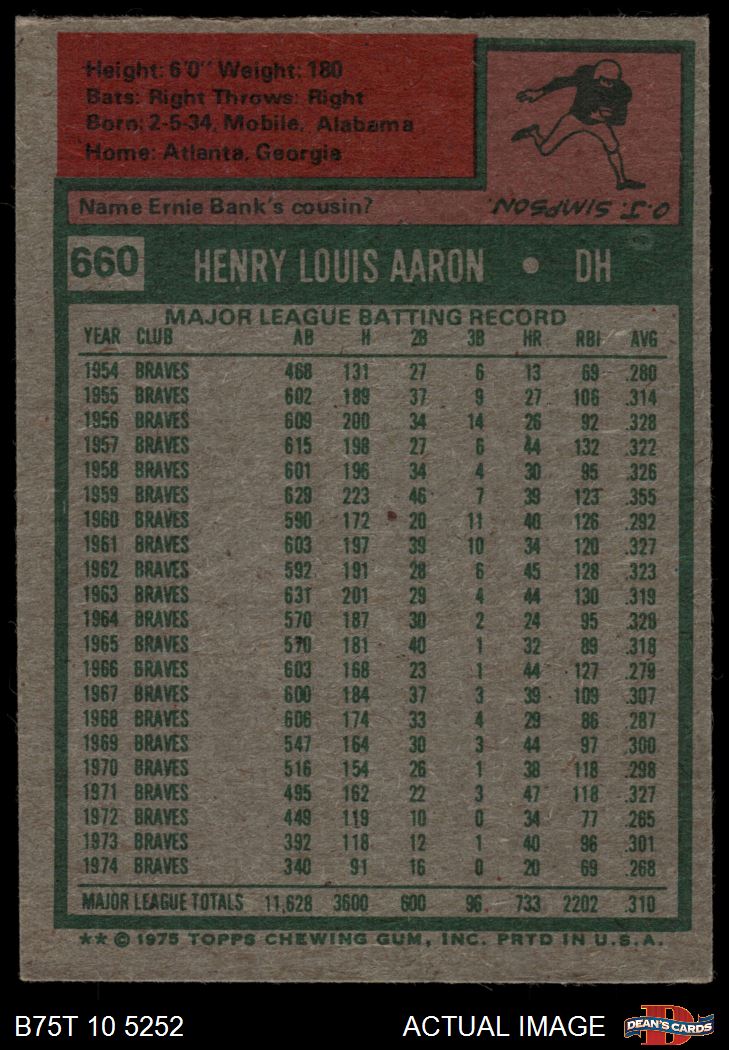 Height: 6'0" Weight: 180
Bats: Right Throws: Right
Born: 2-5-34, Mobile, Alabama
Home: Atlanta, Georgia
Name Ernie Bank's cousin?
O.J. SIMPSON.
660 HENRY LOUIS AARON • DH
MAJOR LEAGUE BATTING RECORD
YEAR CLUB AB H 2B 3B HR RBI AVG
1954 BRAVES 468 131 27 6 13 69 .280
1955 BRAVES 602 189 37 9 27 106 .314
1956 BRAVES 609 200 34 14 26 92 .328
1957 BRAVES 615 198 27 6 44 132 .322
1958 BRAVES 601 196 34 4 30 95 .326
1959 BRAVES 629 223 46 7 39 123 .355
1960 BRAVES 590 172 20 11 40 126 .292
1961 BRAVES 603 197 39 10 34 120 .327
1962 BRAVES 592 191 28 6 45 128 .323
1963 BRAVES 631 201 29 4 44 130 .319
1964 BRAVES 570 187 30 2 24 95 .328
1965 BRAVES 570 181 40 1 32 89 .318
1966 BRAVES 603 168 23 1 44 127 .279
1967 BRAVES 600 184 37 3 39 109 .307
1968 BRAVES 606 174 33 4 29 86 .287
1969 BRAVES 547 164 30 3 44 97 .300
1970 BRAVES 516 154 26 1 38 118 .298
1971 BRAVES 495 162 22 3 47 118 .327
1972 BRAVES 449 119 10 0 34 77 .265
1973 BRAVES 392 118 12 1 40 96 .301
1974 BRAVES 340 91 16 0 20 69 .268
MAJOR LEAGUE TOTALS 11,628 3600 600 96 733 2202 .310
** © 1975 TOPPS CHEWING GUM, INC. PRTD IN U.S.A.
B75T 10 5252 ACTUAL IMAGE
D
DEAN'S CARDS